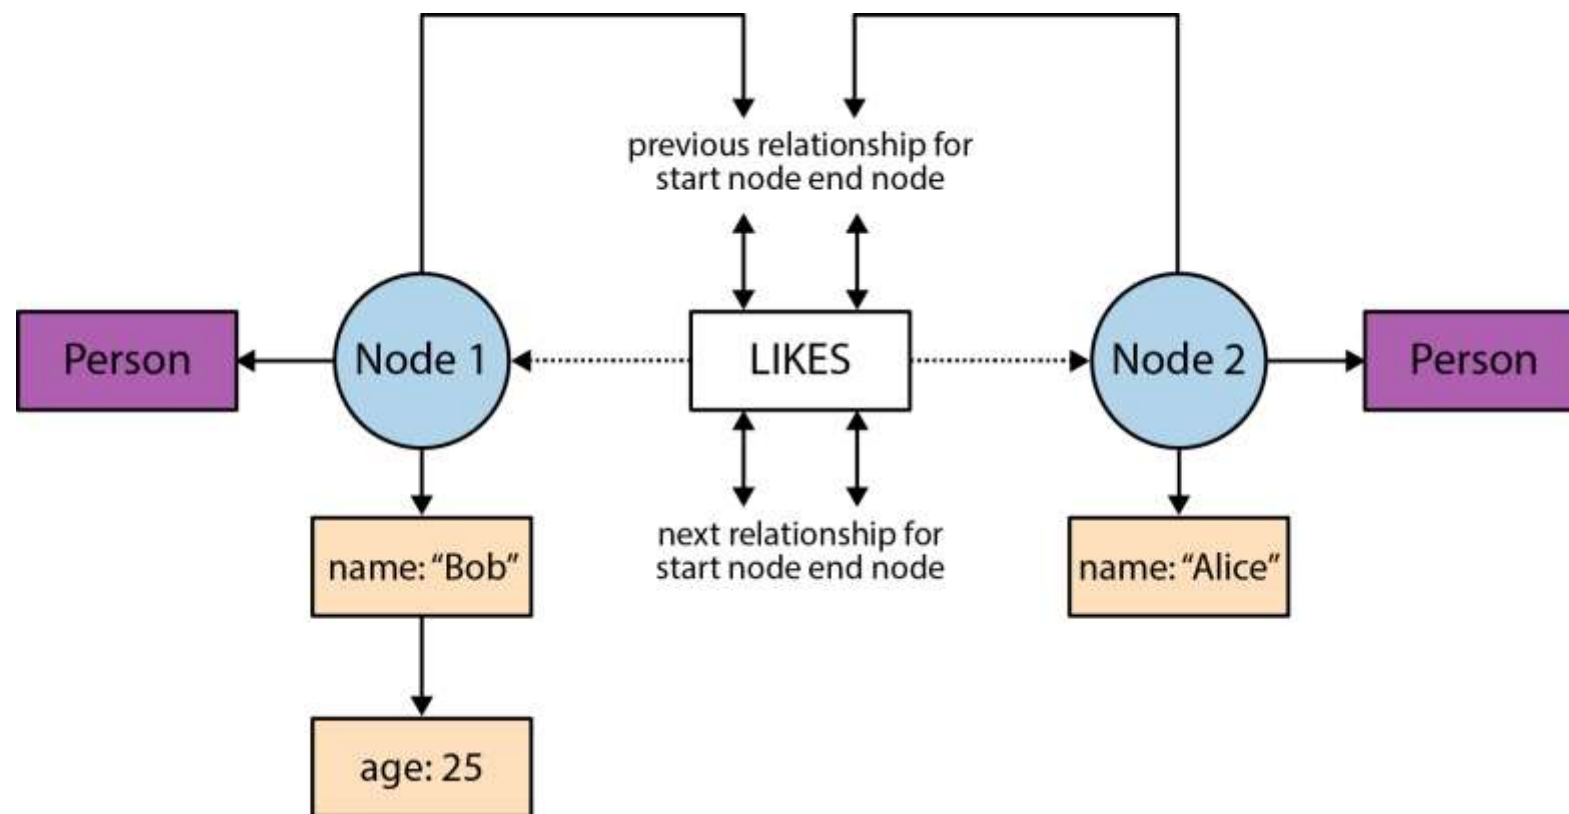 previous relationship for
start node end node
Person
Node 1
LIKES
Node 2
Person
name: “Bob”
next relationship for
start node end node
name: “Alice”
age: 25